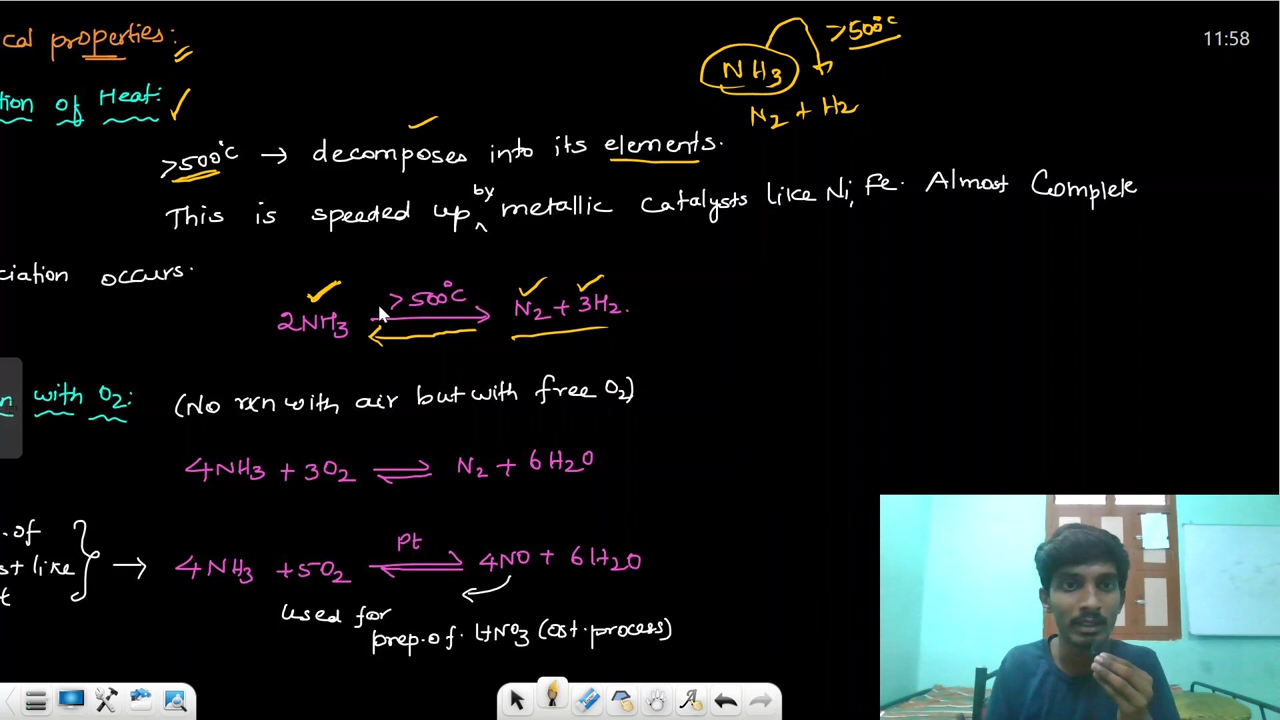 cal properties:
>500°C
NH3
N2 + H2
11:58
tion of Heat:
>500°C → decomposes into its elements.
This is speeded up by metallic catalysts like Ni, Fe. Almost Complete
ciation occurs.
2NH3 >500°C → N2 + 3H2.
n with O2: (No rxn with air but with free O2)
4NH3 + 3O2 ⇌ N2 + 6H2O
. of
st like
t
→ 4NH3 + 5O2 Pt ⇌ 4NO + 6H2O
used for
prep. of. HNO3 (ost. process)